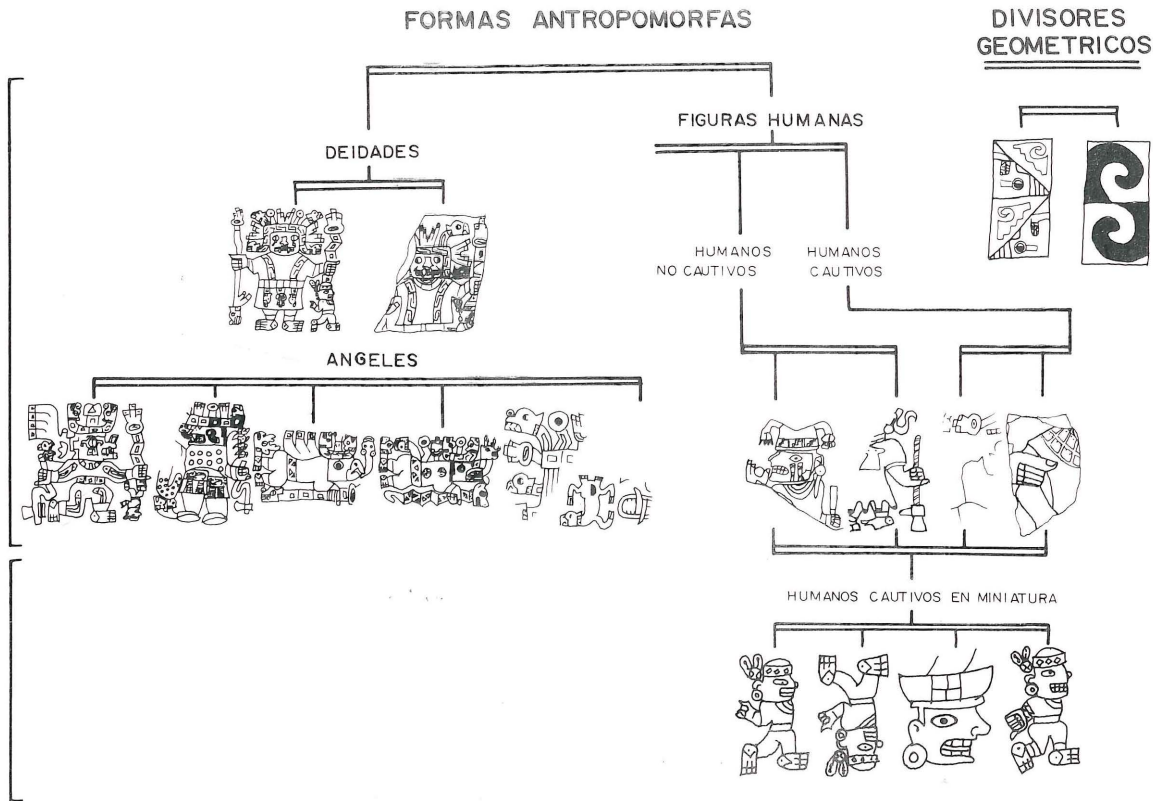 FORMAS ANTROPOMORFAS
DIVISORES
GEOMETRICOS
FIGURAS HUMANAS
DEIDADES
HUMANOS
NO CAUTIVOS
HUMANOS
CAUTIVOS
ANGELES
HUMANOS CAUTIVOS EN MINIATURA